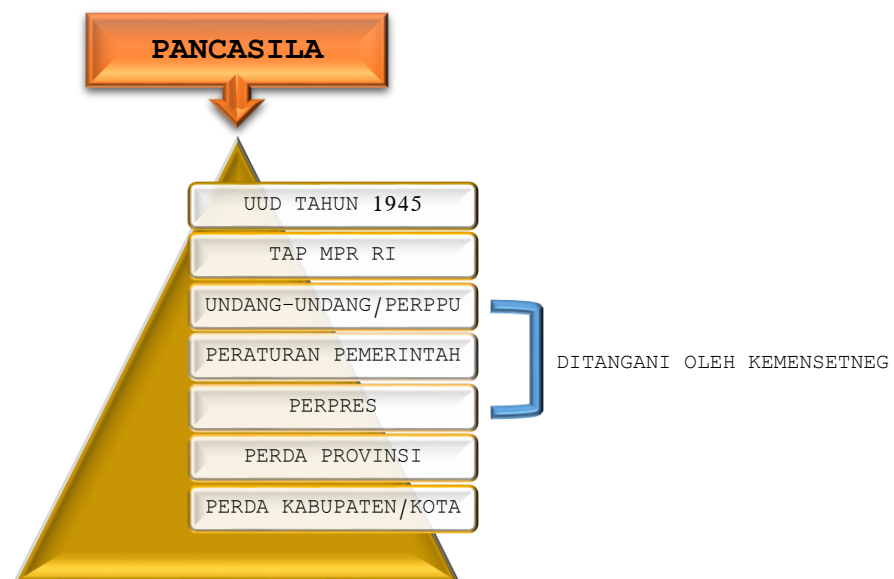 PANCASILA
UUD TAHUN 1945
TAP MPR RI
UNDANG-UNDANG/PERPPU
PERATURAN PEMERINTAH
DITANGANI OLEH KEMENSETNEG
PERPRES
PERDA PROVINSI
PERDA KABUPATEN/KOTA